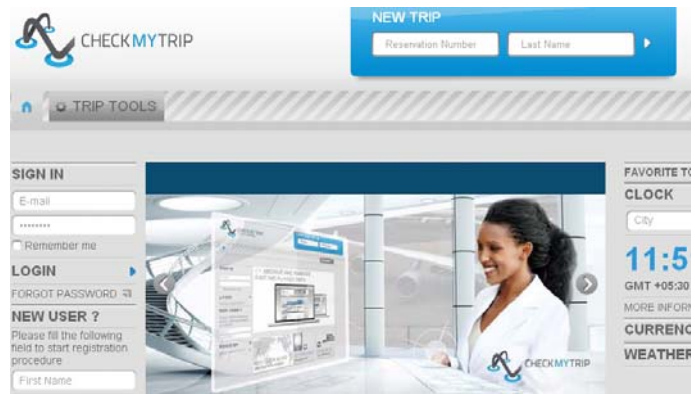 CHECKMYTRIP
NEW TRIP
Reservation Number
Last Name
TRIP TOOLS
SIGN IN
E-mail
Remember me
LOGIN
FORGOT PASSWORD
NEW USER ?
Please fill the following
field to start registration
procedure
First Name
CHECKMYTRIP
FAVORITE TO
CLOCK
City
11:5
GMT +05:30
MORE INFORM
CURRENC
WEATHER